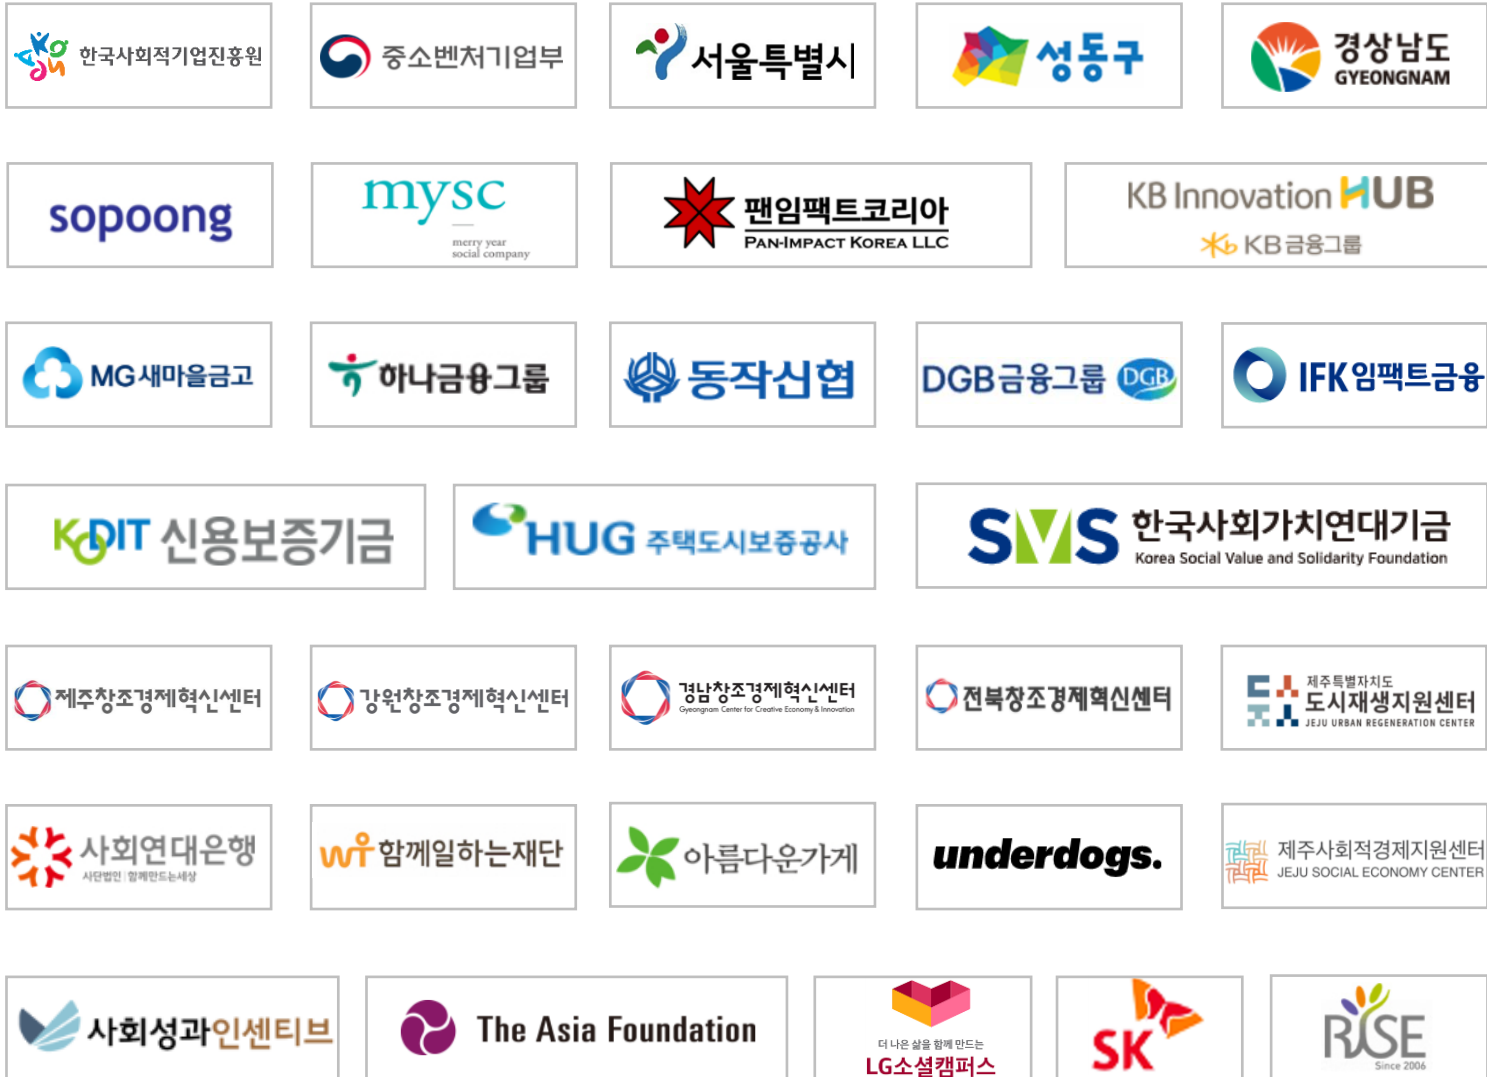 한국사회적기업진흥원
중소벤처기업부
서울특별시
성동구
경상남도
GYEONGNAM
sopoong
mysc
merry year
social company
팬임팩트코리아
PAN-IMPACT KOREA LLC
KB Innovation HUB
KB금융그룹
MG새마을금고
하나금융그룹
동작신협
DGB금융그룹 DGB
IFK임팩트금융
KODIT 신용보증기금
HUG 주택도시보증공사
SVS 한국사회가치연대기금
Korea Social Value and Solidarity Foundation
제주창조경제혁신센터
강원창조경제혁신센터
경남창조경제혁신센터
Gyeongnam Center for Creative Economy & Innovation
전북창조경제혁신센터
제주특별자치도
도시재생지원센터
JEJU URBAN REGENERATION CENTER
사회연대은행
사단법인 함께만드는세상
함께일하는재단
아름다운가게
underdogs.
제주사회적경제지원센터
JEJU SOCIAL ECONOMY CENTER
사회성과인센티브
The Asia Foundation
더 나은 삶을 함께 만드는
LG소셜캠퍼스
SK
RISE
Since 2006